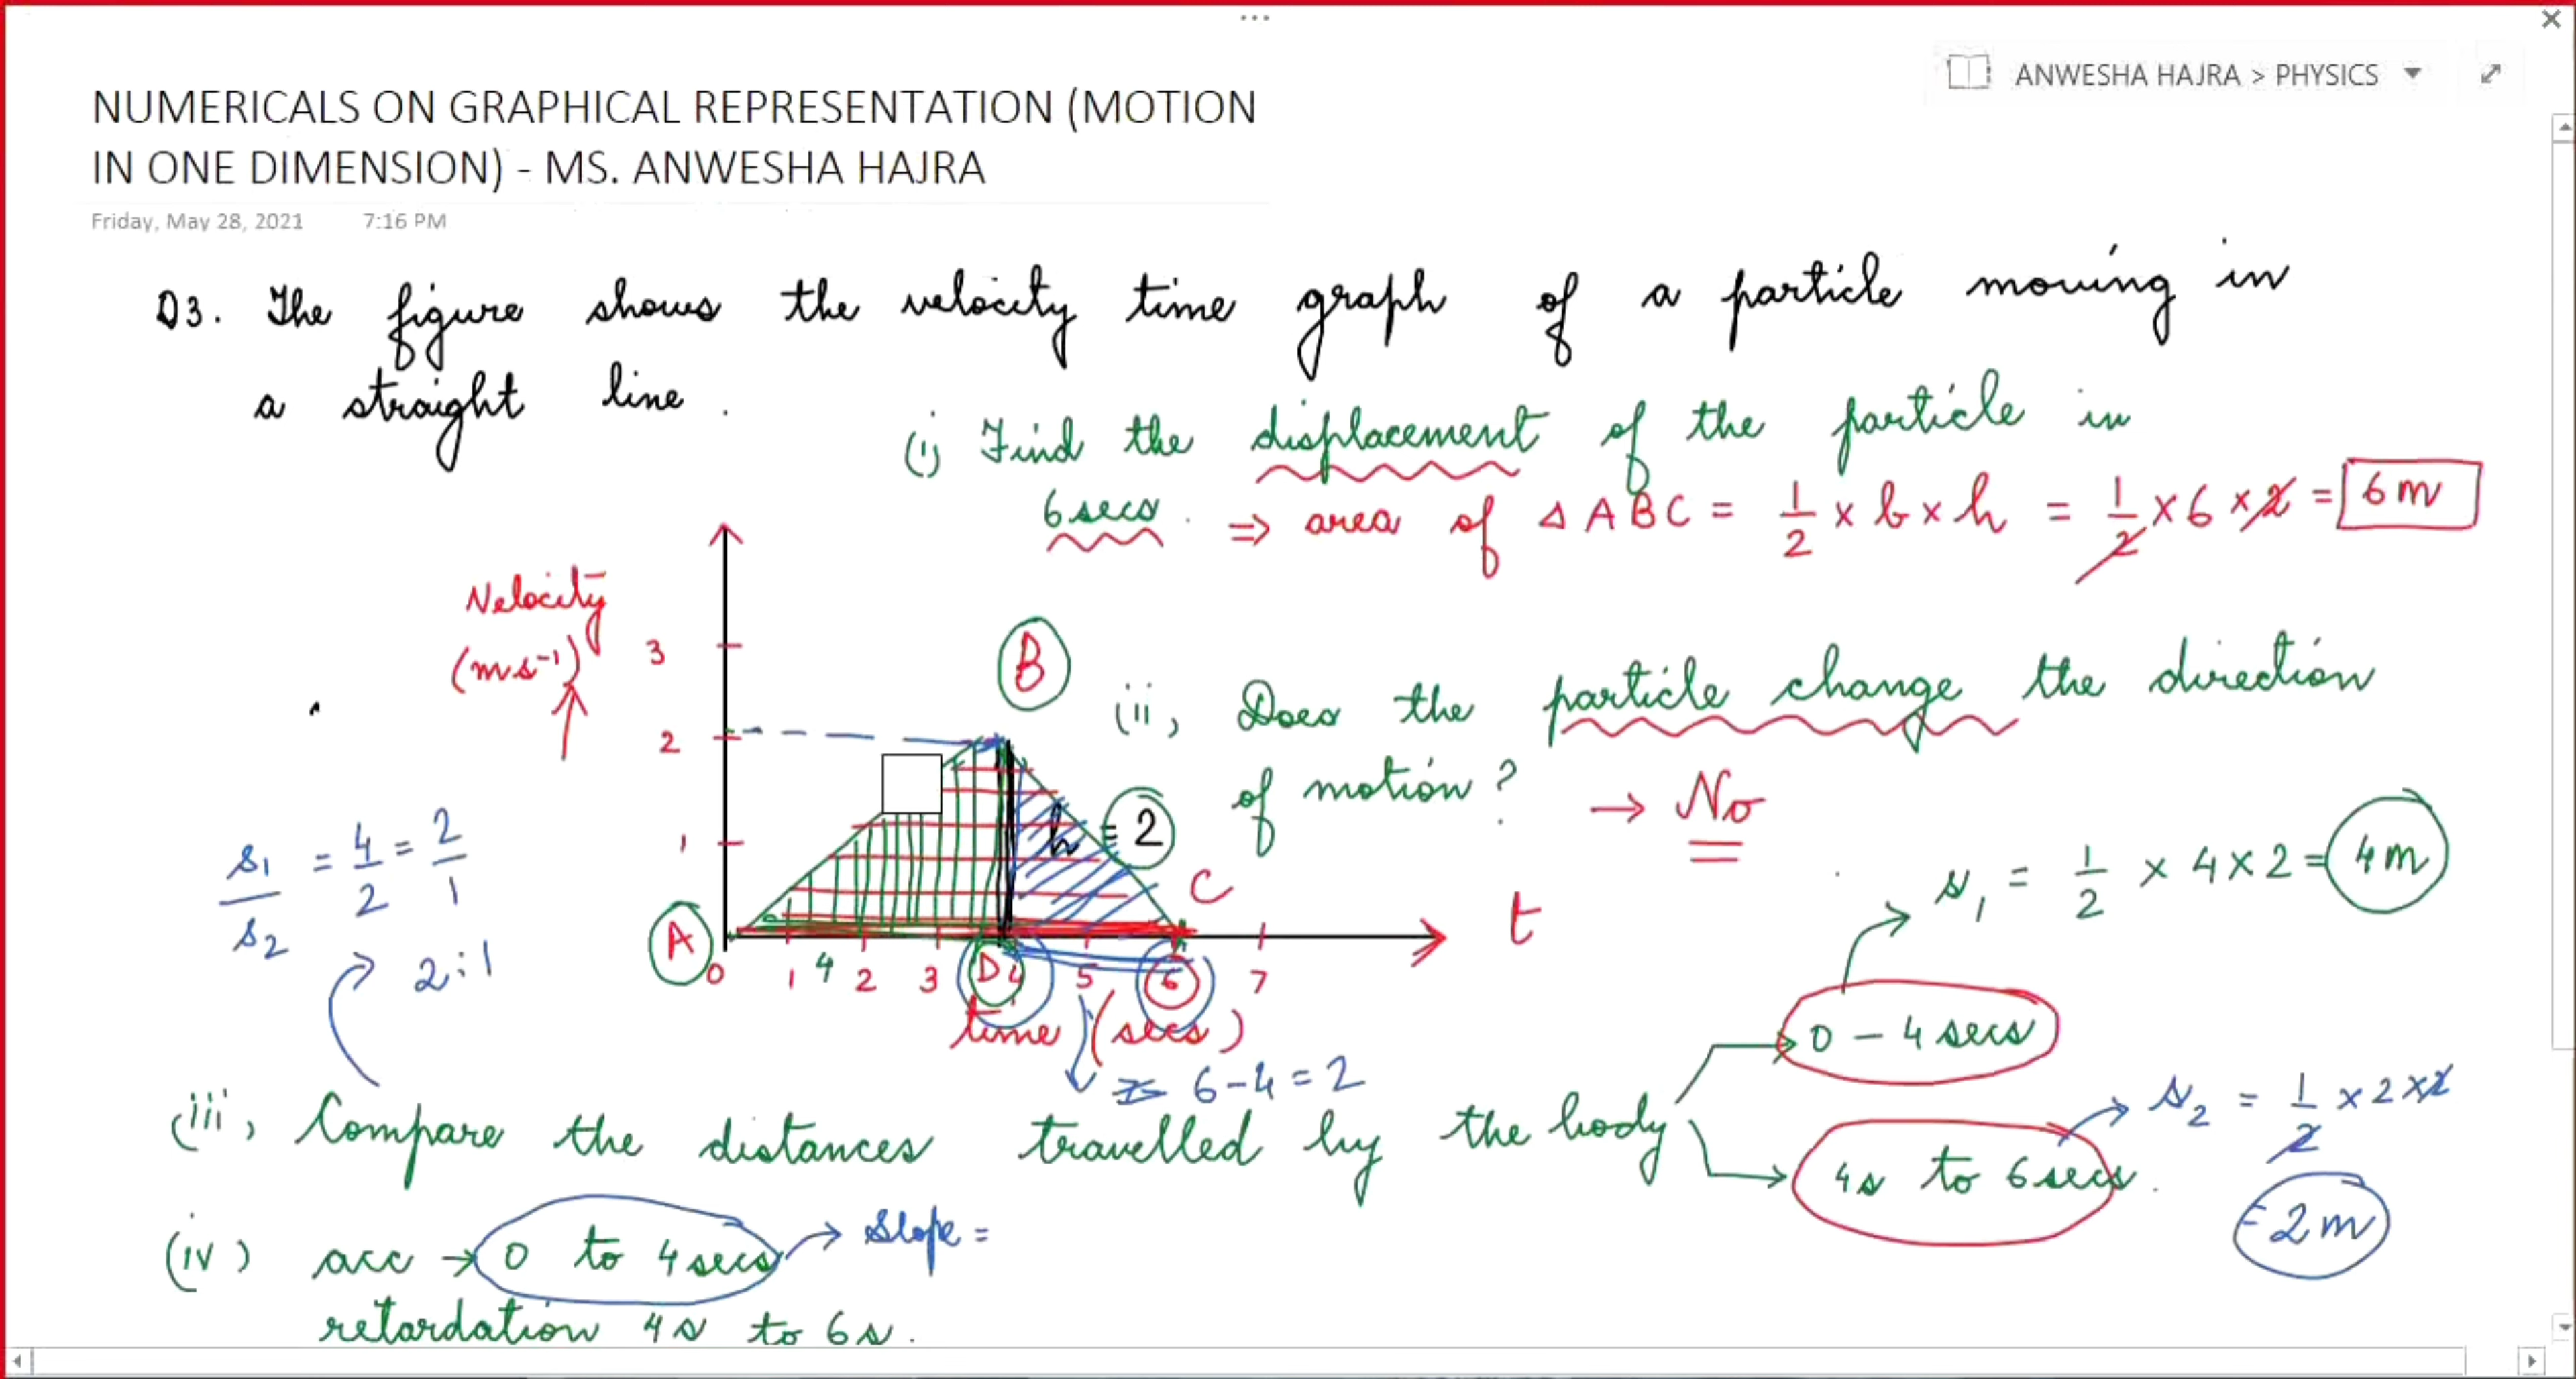 ANWESHA HAJRA > PHYSICS
NUMERICALS ON GRAPHICAL REPRESENTATION (MOTION
IN ONE DIMENSION) - MS. ANWESHA HAJRA
Friday, May 28, 2021 7:16 PM
Q3. The figure shows the velocity time graph of a particle moving in
a straight line.
(i) Find the displacement of the particle in
6 secs. ⇒ area of △ABC = 1/2 × b × h = 1/2 × 6 × 2 = 6 m
Velocity
(ms⁻¹)
3
2
1
B
h = 2
A
C
t
0 1 4 2 3 D 4 5 6 7
time (secs)
6 - 4 = 2
(ii) Does the particle change the direction
of motion? → No
s₁/s₂ = 4/2 = 2/1
2:1
s₁ = 1/2 × 4 × 2 = 4 m
0 - 4 secs
(iii) Compare the distances travelled by the body
4s to 6 secs.
s₂ = 1/2 × 2 × 2
= 2 m
(iv) acc → 0 to 4 secs → Slope =
retardation 4s to 6s.